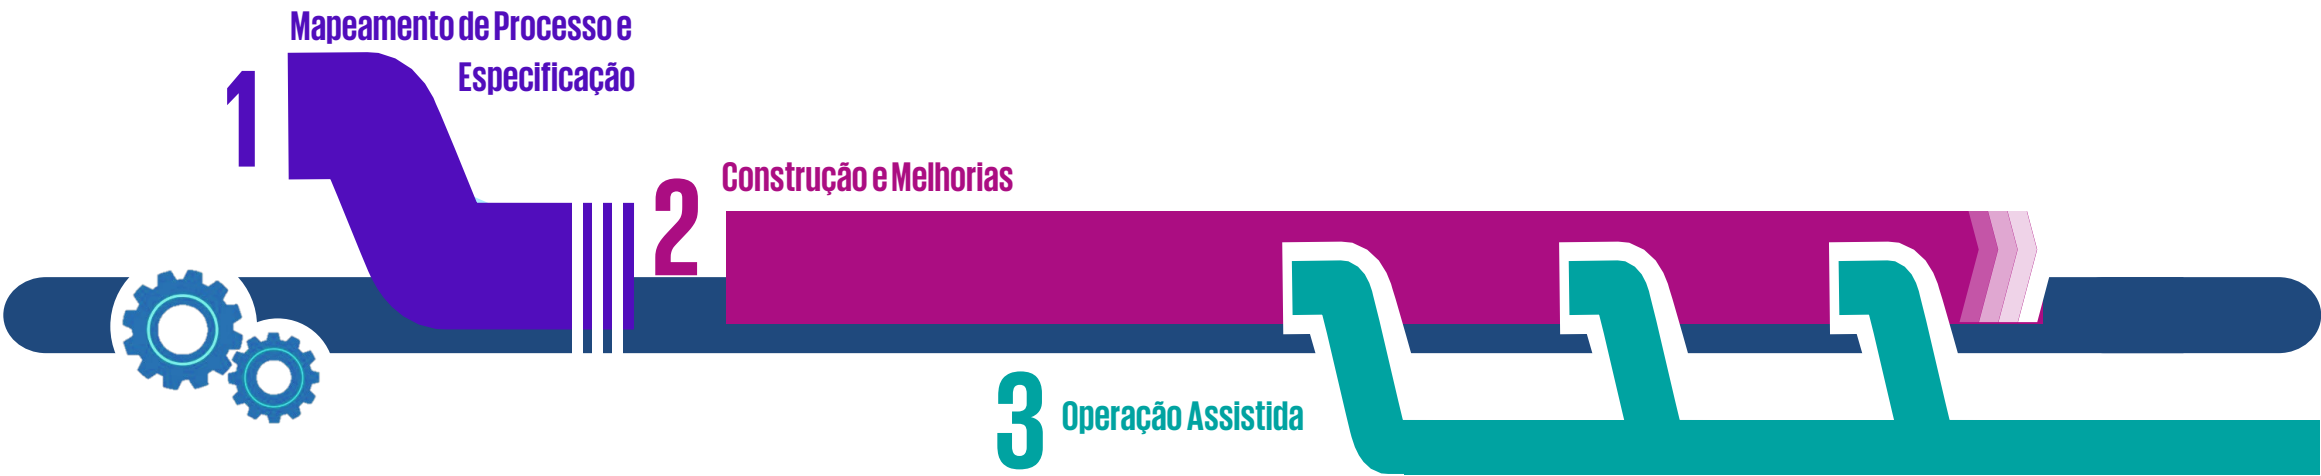 1
Mapeamento de Processo e
Especificação
2
Construção e Melhorias
3
Operação Assistida